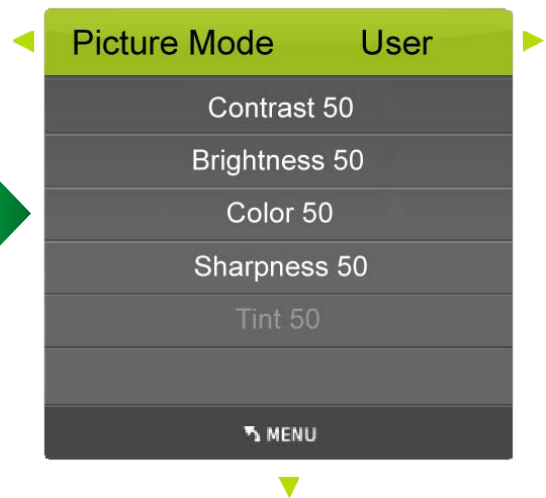 Picture Mode User
Contrast 50
Brightness 50
Color 50
Sharpness 50
Tint 50
MENU